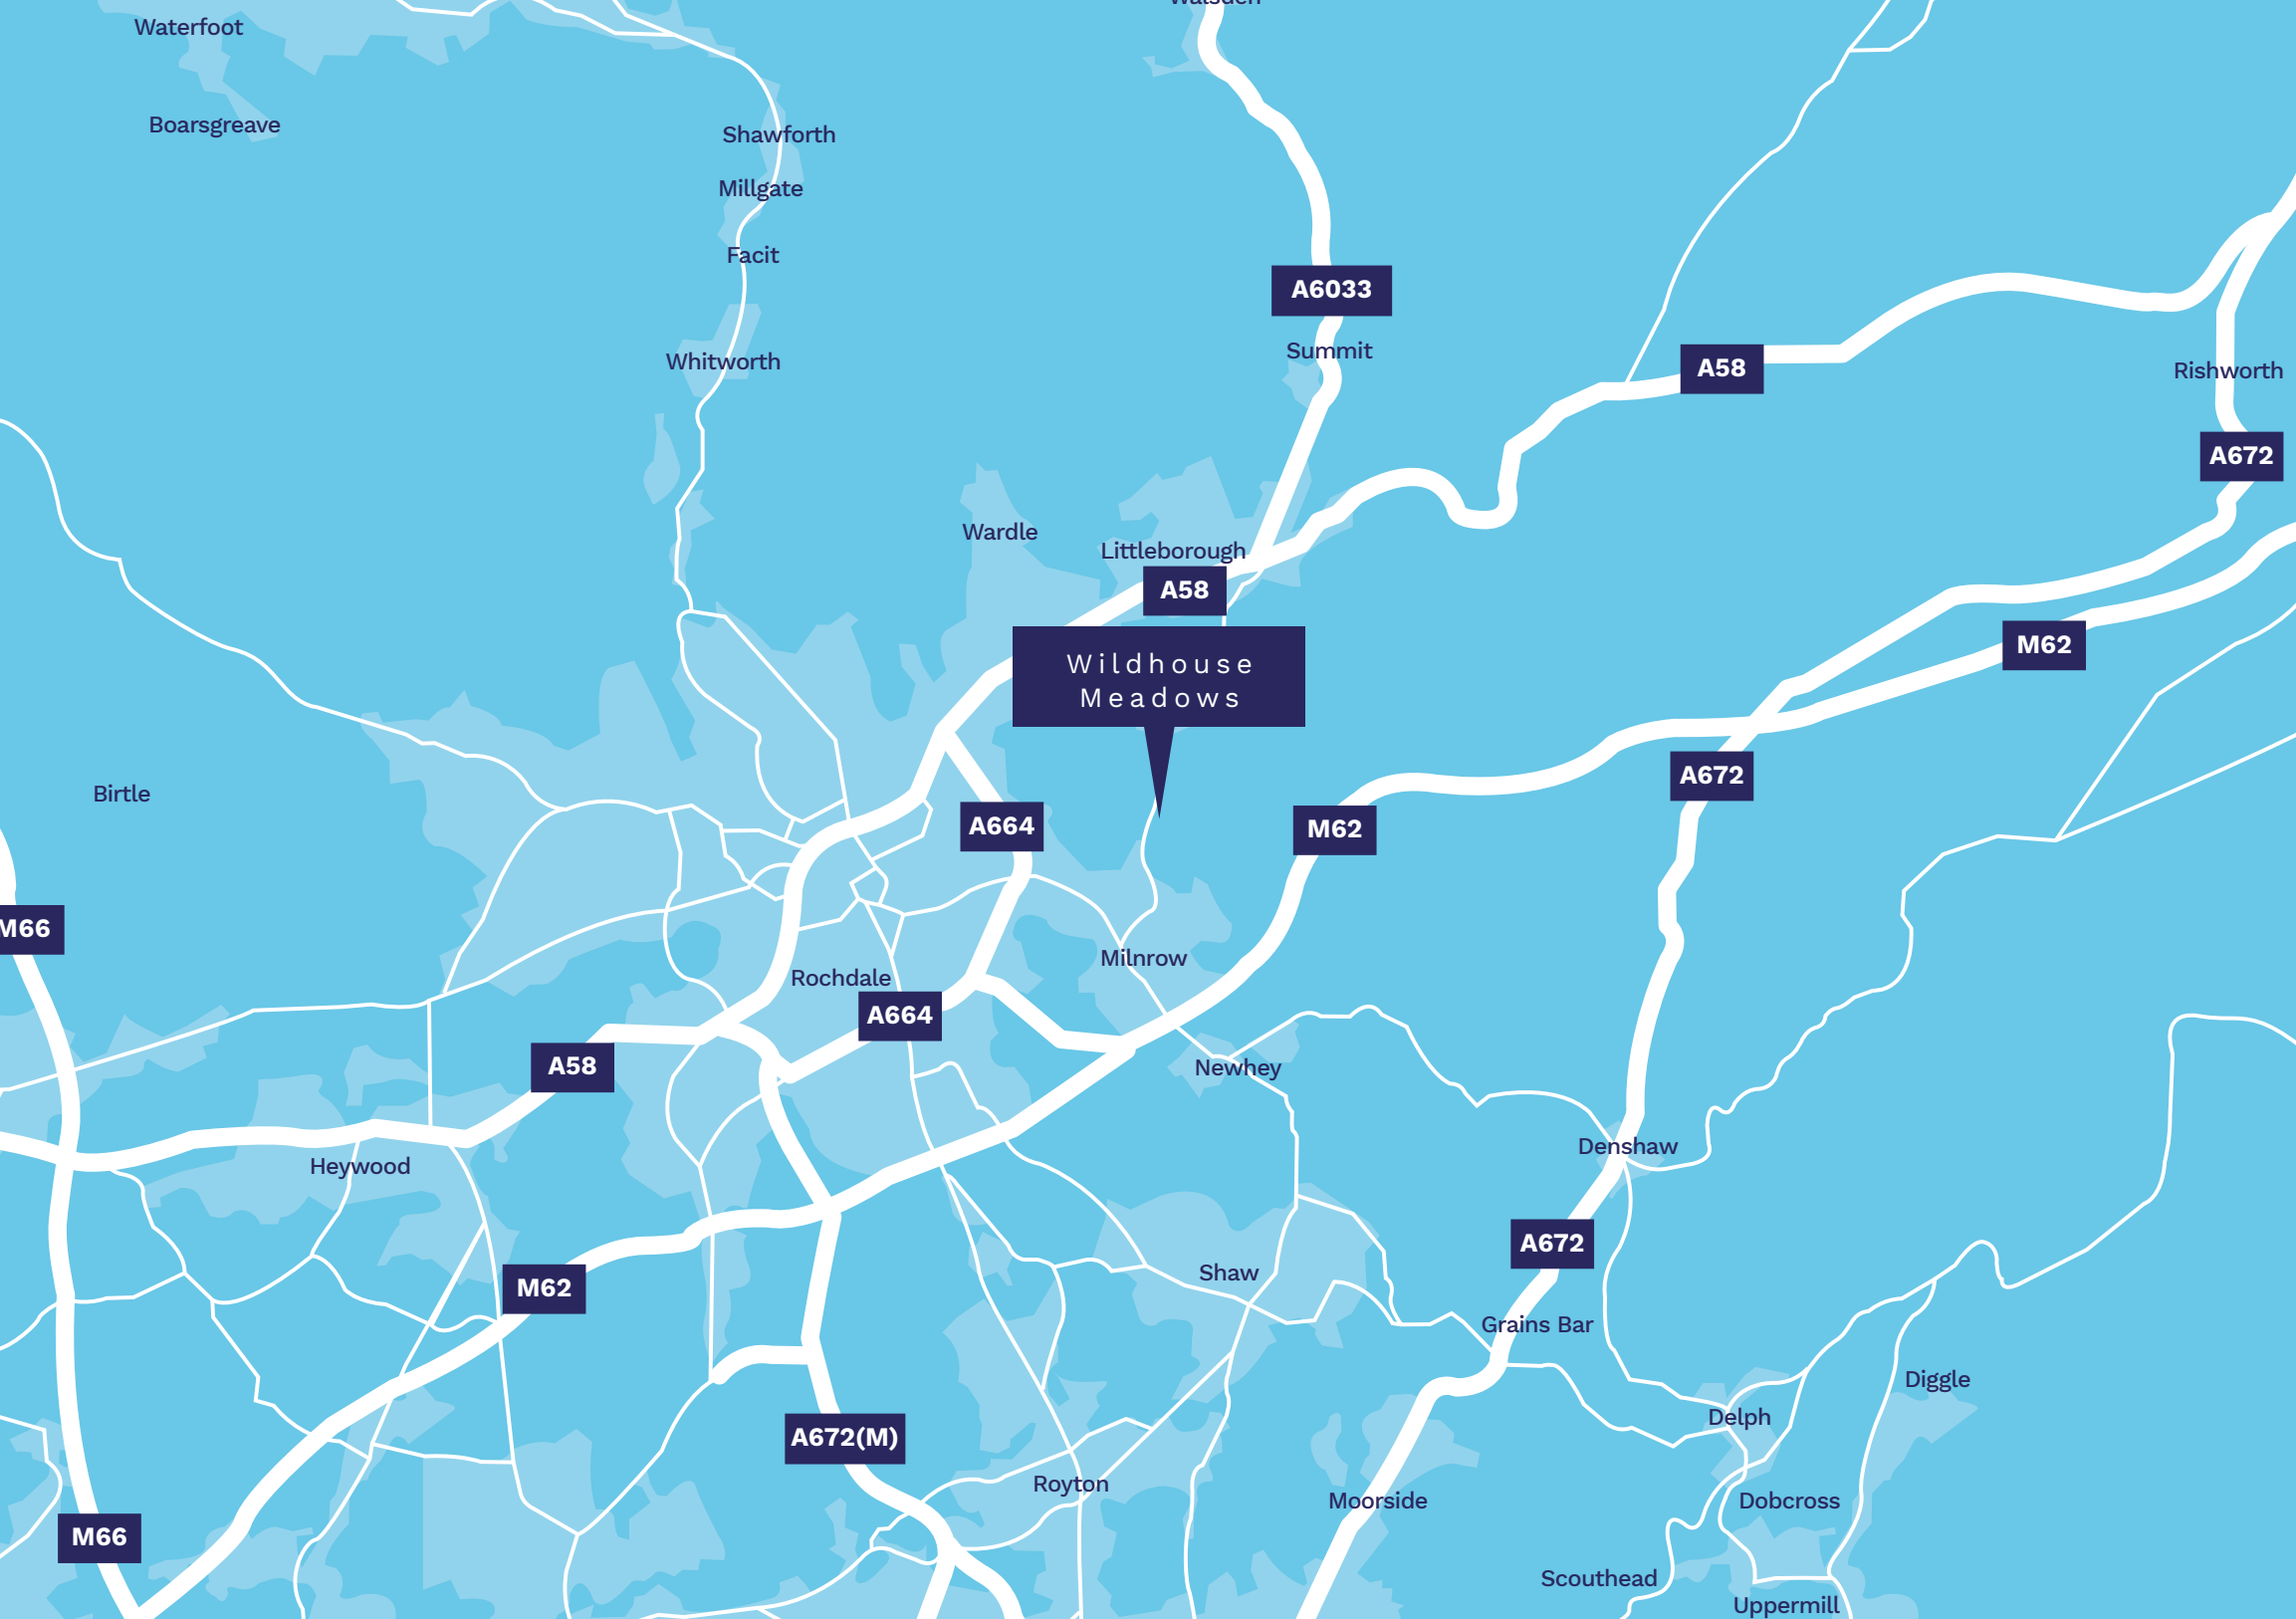 Walsden
Waterfoot
Boarsgreave
Shawforth
Millgate
Facit
A6033
Summit
Whitworth
A58
Rishworth
A672
Wardle
Littleborough
A58
M62
Wildhouse
Meadows
A672
Birtle
A664
M62
M66
Milnrow
Rochdale
A664
A58
Newhey
Denshaw
Heywood
A672
Shaw
M62
Grains Bar
Diggle
Delph
A672(M)
Royton
Moorside
Dobcross
M66
Scouthead
Uppermill